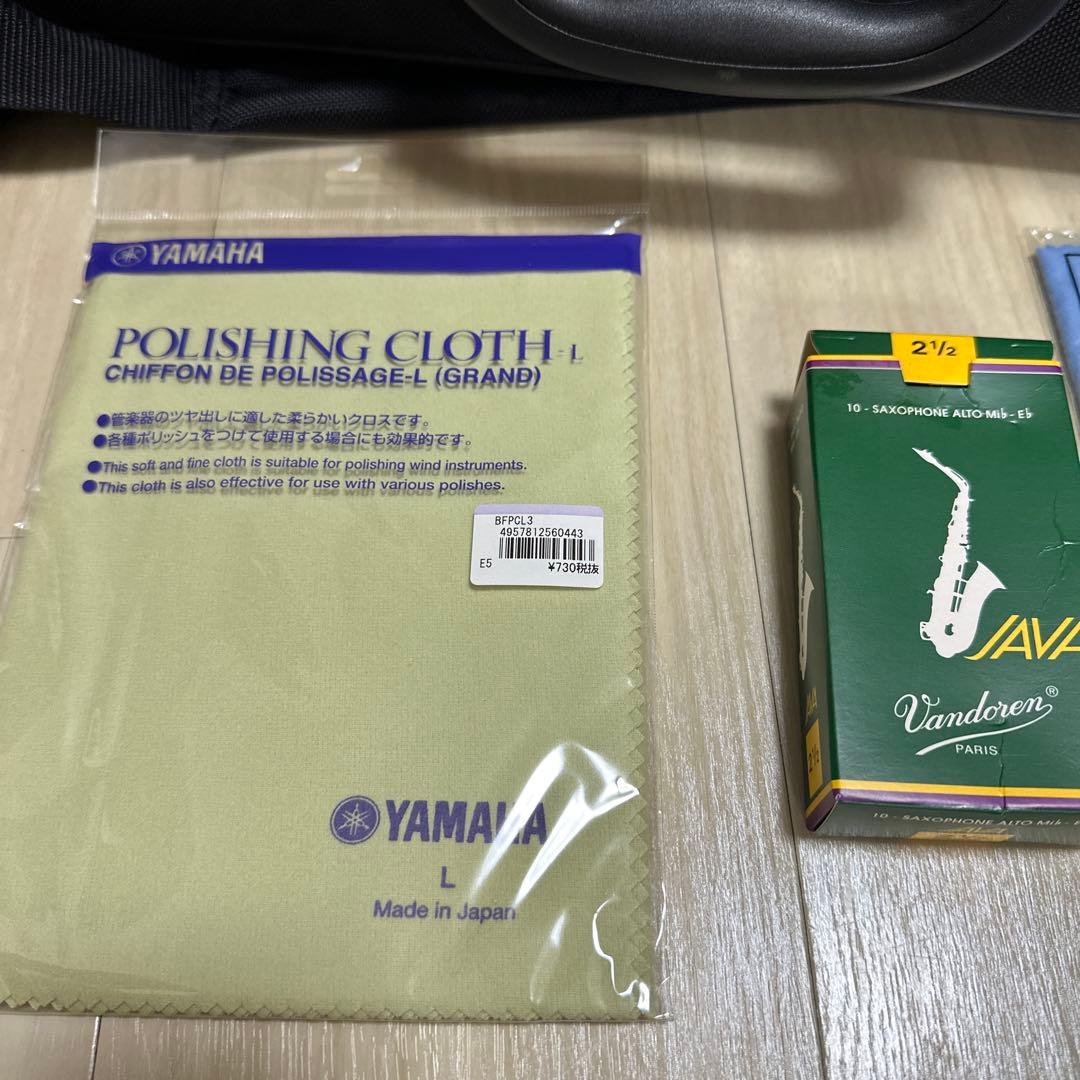 YAMAHA
POLISHING CLOTH-L
CHIFFON DE POLISSAGE-L (GRAND)
●管楽器のツヤ出しに適した柔らかいクロスです。
●各種ポリッシュをつけて使用する場合にも効果的です。
●This soft and fine cloth is suitable for polishing wind instruments.
●This cloth is also effective for use with various polishes.
BFPCL3
4957812560443
E5 ¥730税抜
YAMAHA
L
Made in Japan
2½
10 - SAXOPHONE ALTO Mi♭ - E♭
JAVA
Vandoren®
PARIS
2½
10 - SAXOPHONE ALTO Mi♭ -